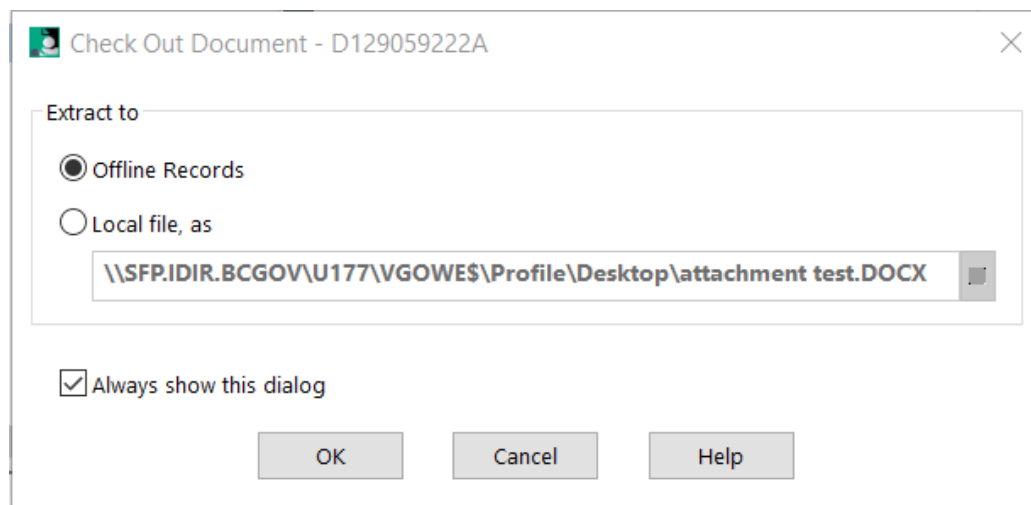 Check Out Document - D129059222A
Extract to
Offline Records
Local file, as
\\SFP.IDIR.BCGOV\U177\VGOWE$\Profile\Desktop\attachment test.DOCX
Always show this dialog
OK
Cancel
Help